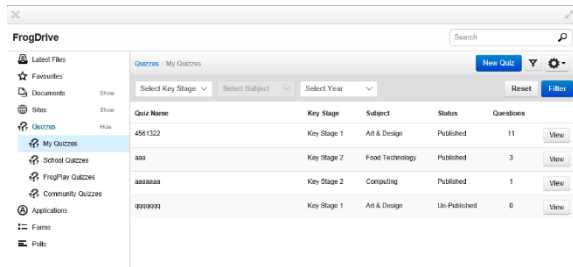 FrogDrive
Search
Latest Files
Favourites
Documents Show
Sites Show
Quizzes Hide
My Quizzes
School Quizzes
FrogPlay Quizzes
Community Quizzes
Applications
Forms
Polls
Quizzes My Quizzes
New Quiz
Select Key Stage Select Subject Select Year Reset Filter
Quiz Name Key Stage Subject Status Questions
4561322 Key Stage 1 Art & Design Published 11 View
aaa Key Stage 2 Food Technology Published 3 View
aaaaaaa Key Stage 2 Computing Published 1 View
qqqqqqq Key Stage 1 Art & Design Un-Published 0 View